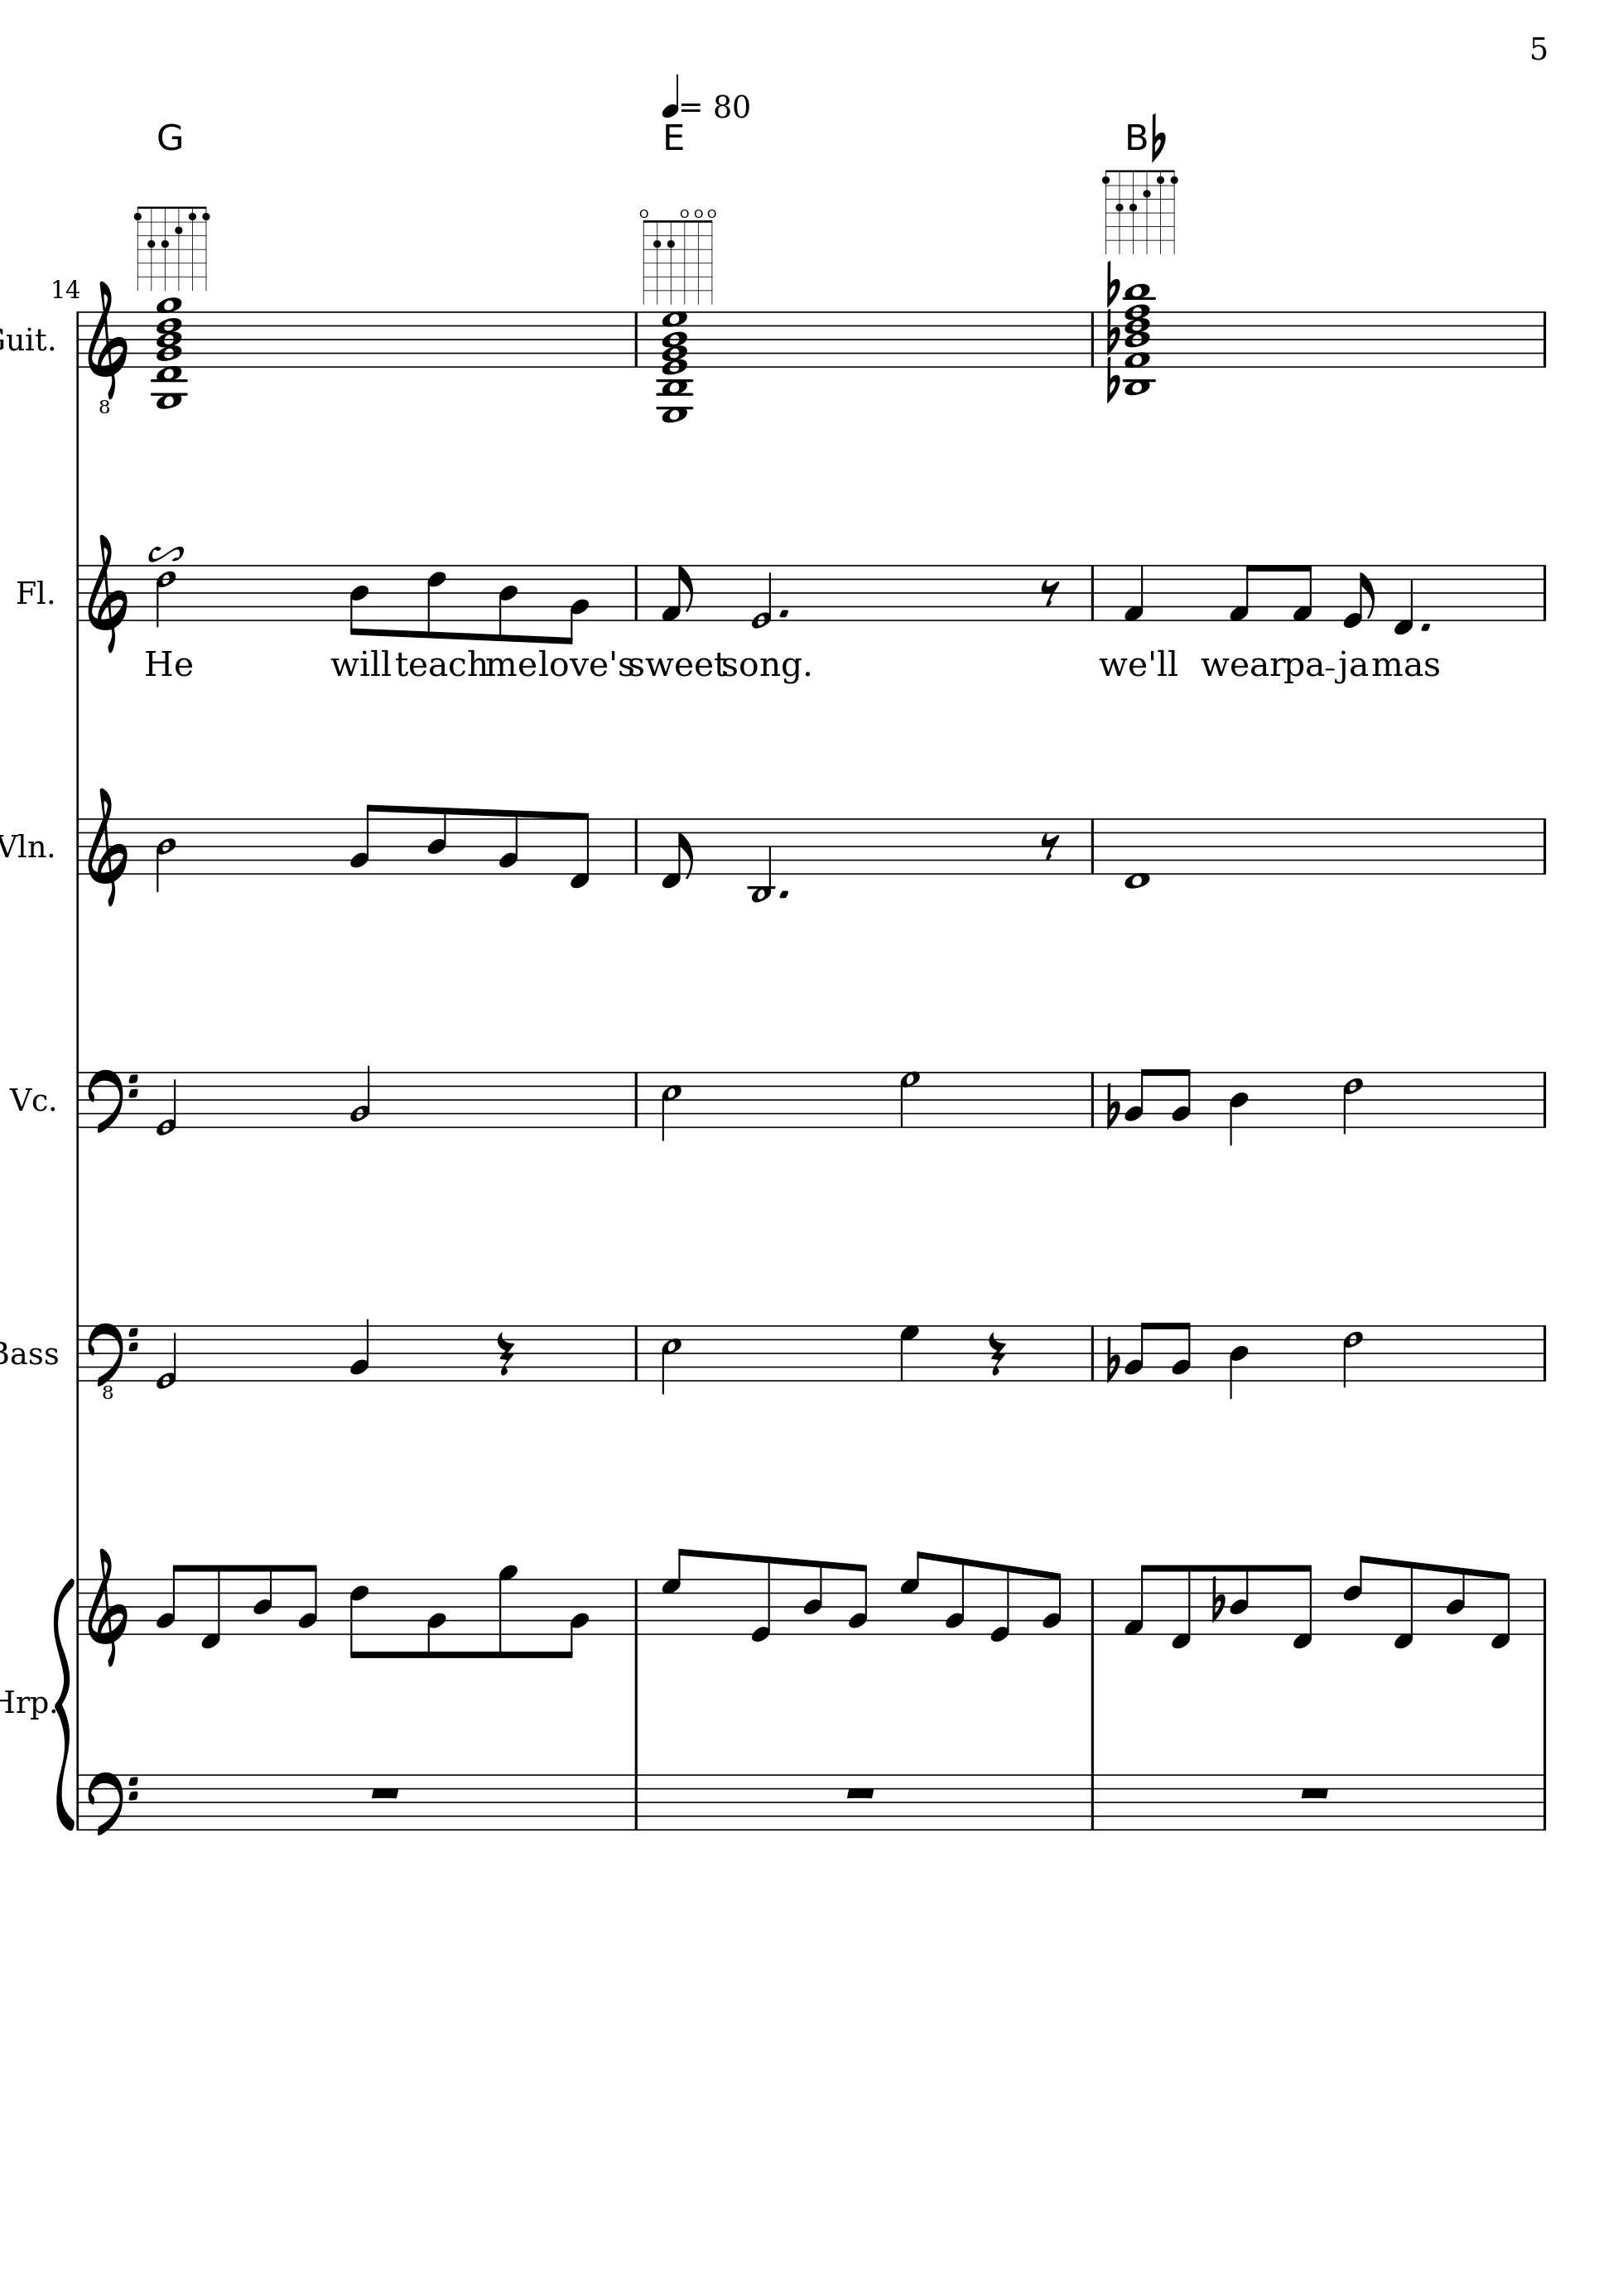 5
= 80
G E B♭
14
Guit.
8
Fl.
He will teach me love's sweet song. we'll wear pa-ja mas
Vln.
Vc.
Bass
8
Hrp.